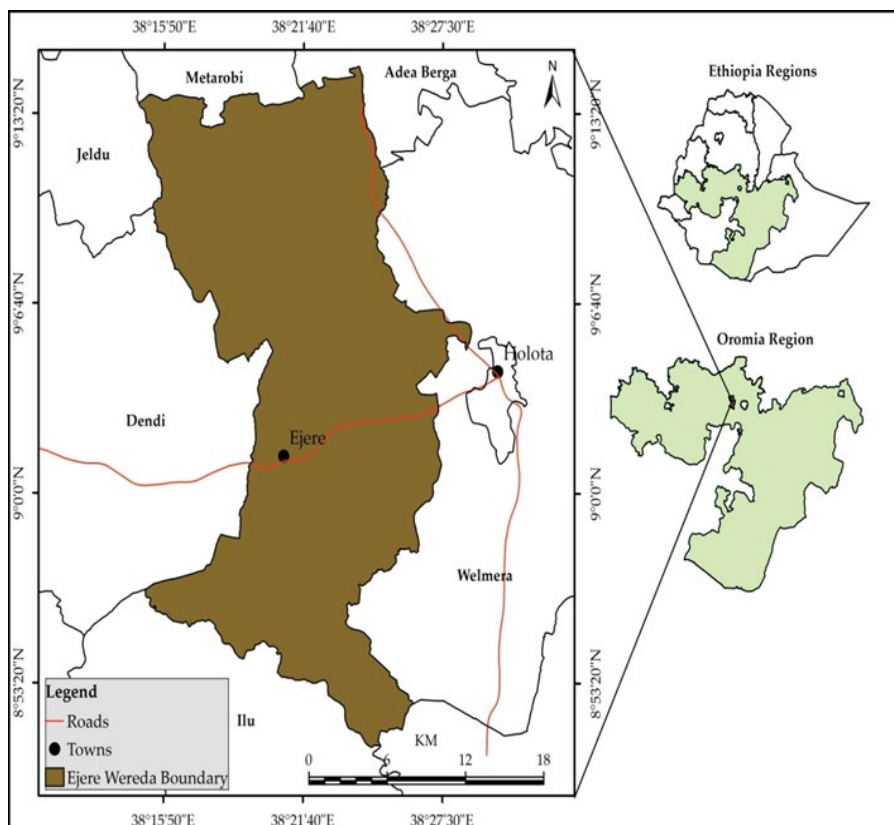 38°15'50"E
38°21'40"E
38°27'30"E
Metarobi
Adea Berga
N
Ethiopia Regions
9°13'20"N
9°13'20"N
Jeldu
9°6'40"N
9°6'40"N
Oromia Region
Holota
Dendi
Ejere
9°0'0"N
9°0'0"N
Welmera
8°53'20"N
8°53'20"N
Legend
Roads
Towns
Ejere Wereda Boundary
Ilu
KM
0 6 12 18
38°15'50"E
38°21'40"E
38°27'30"E